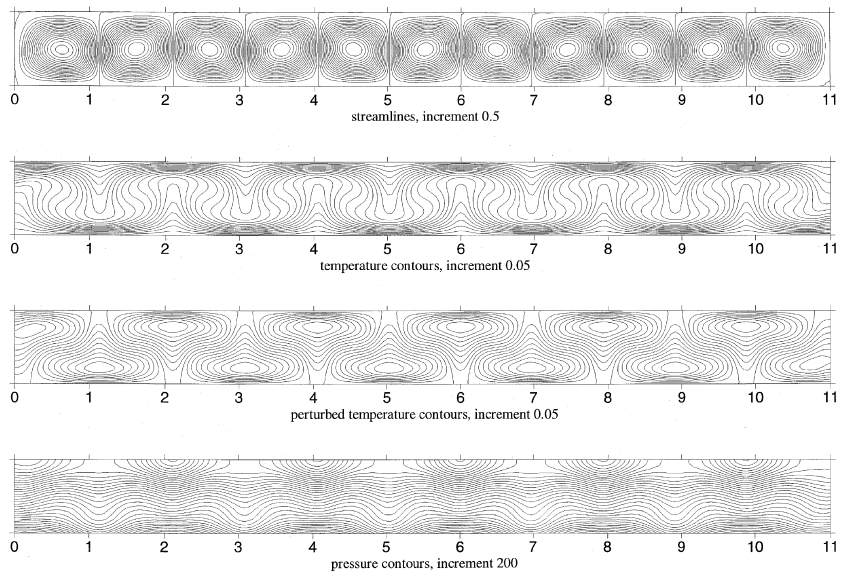 0 1 2 3 4 5 6 7 8 9 10 11
streamlines, increment 0.5
0 1 2 3 4 5 6 7 8 9 10 11
temperature contours, increment 0.05
0 1 2 3 4 5 6 7 8 9 10 11
perturbed temperature contours, increment 0.05
0 1 2 3 4 5 6 7 8 9 10 11
pressure contours, increment 200